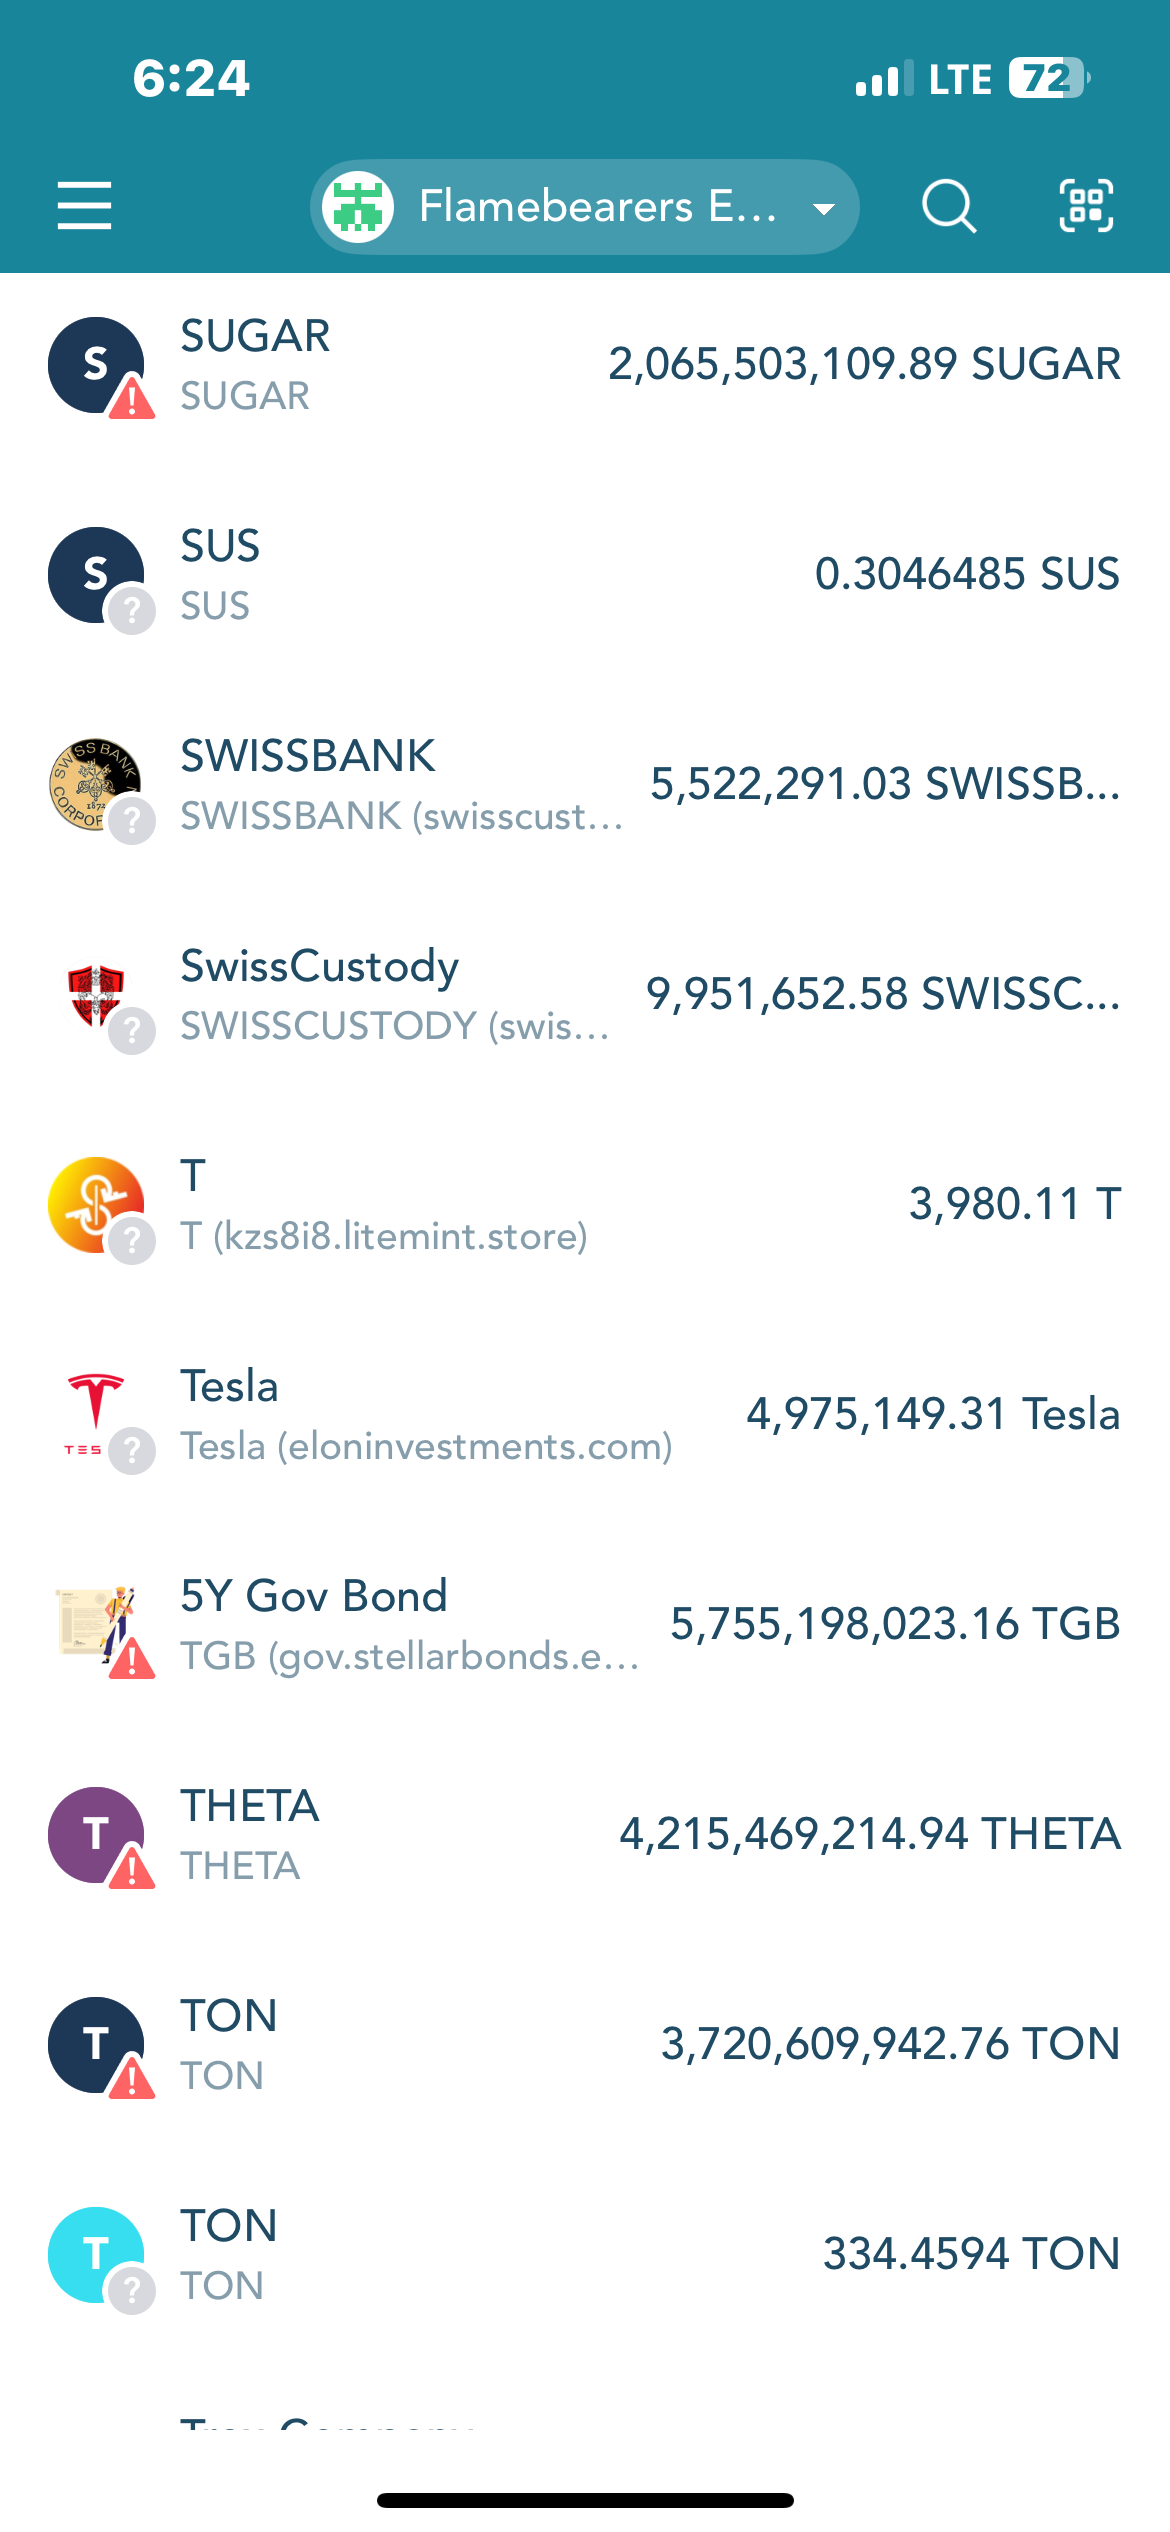 6:24
LTE 72
Flamebearers E...
S
SUGAR
SUGAR
2,065,503,109.89 SUGAR
S
SUS
SUS
0.3046485 SUS
SWISS BANK
1872
SWISSBANK
SWISSBANK (swisscust...
5,522,291.03 SWISSB...
SwissCustody
SWISSCUSTODY (swis...
9,951,652.58 SWISSC...
T
T (kzs8i8.litemint.store)
3,980.11 T
TES
Tesla
Tesla (eloninvestments.com)
4,975,149.31 Tesla
5Y Gov Bond
TGB (gov.stellarbonds.e...
5,755,198,023.16 TGB
T
THETA
THETA
4,215,469,214.94 THETA
T
TON
TON
3,720,609,942.76 TON
T
TON
TON
334.4594 TON